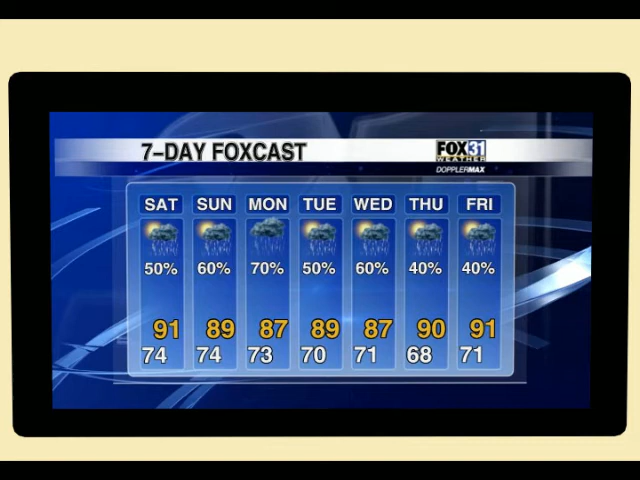 7-DAY FOXCAST
FOX 31
WEATHER
DOPPLERMAX
SAT SUN MON TUE WED THU FRI
50% 60% 70% 50% 60% 40% 40%
91 89 87 89 87 90 91
74 74 73 70 71 68 71